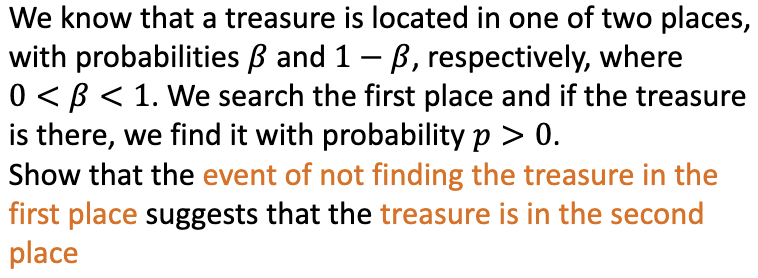 We know that a treasure is located in one of two places,
with probabilities β and 1 − β, respectively, where
0 < β < 1. We search the first place and if the treasure
is there, we find it with probability p > 0.
Show that the event of not finding the treasure in the
first place suggests that the treasure is in the second
place